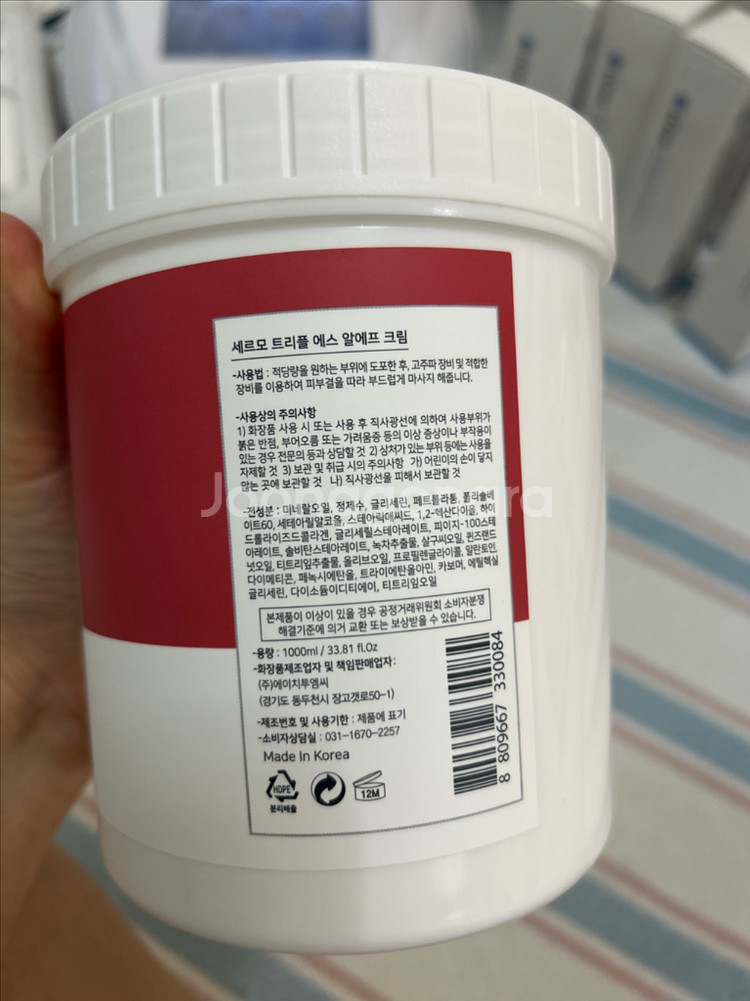 세르모 트리플 에스 알에프 크림
-사용법 : 적당량을 원하는 부위에 도포한 후, 고주파 장비 및 적합한
장비를 이용하여 피부결을 따라 부드럽게 마사지 해줍니다.
-사용상의 주의사항
1) 화장품 사용 시 또는 사용 후 직사광선에 의하여 사용부위가
붉은 반점, 부어오름 또는 가려움증 등의 이상 증상이나 부작용이
있는 경우 전문의 등과 상담할 것 2) 상처가 있는 부위 등에는 사용을
자제할 것 3) 보관 및 취급 시의 주의사항 가) 어린이의 손이 닿지
않는 곳에 보관할 것 나) 직사광선을 피해서 보관할 것
Joongonara
-전성분 : 미네랄오일, 정제수, 글리세린, 페트롤라툼, 폴리솔베
이트60, 세테아릴알코올, 스테아릭애씨드, 1,2-헥산다이올, 하이
드롤라이즈드콜라겐, 글리세릴스테아레이트, 피이지-100스테
아레이트, 솔비탄스테아레이트, 녹차추출물, 살구씨오일, 퀸즈랜드
넛오일, 티트리잎추출물, 올리브오일, 프로필렌글라이콜, 알란토인,
다이메티콘, 페녹시에탄올, 트라이에탄올아민, 카보머, 에틸헥실
글리세린, 다이소듐이디티에이, 티트리잎오일
본제품이 이상이 있을 경우 공정거래위원회 소비자분쟁
해결기준에 의거 교환 또는 보상받을 수 있습니다.
-용량 : 1000ml / 33.81 fl.Oz
-화장품제조업자 및 책임판매업자 :
(주)에이치투엠씨
(경기도 동두천시 장고갯로50-1)
-제조번호 및 사용기한 : 제품에 표기
-소비자상담실 : 031-1670-2257
Made In Korea
HDPE
분리배출
12M
8 809667 330084